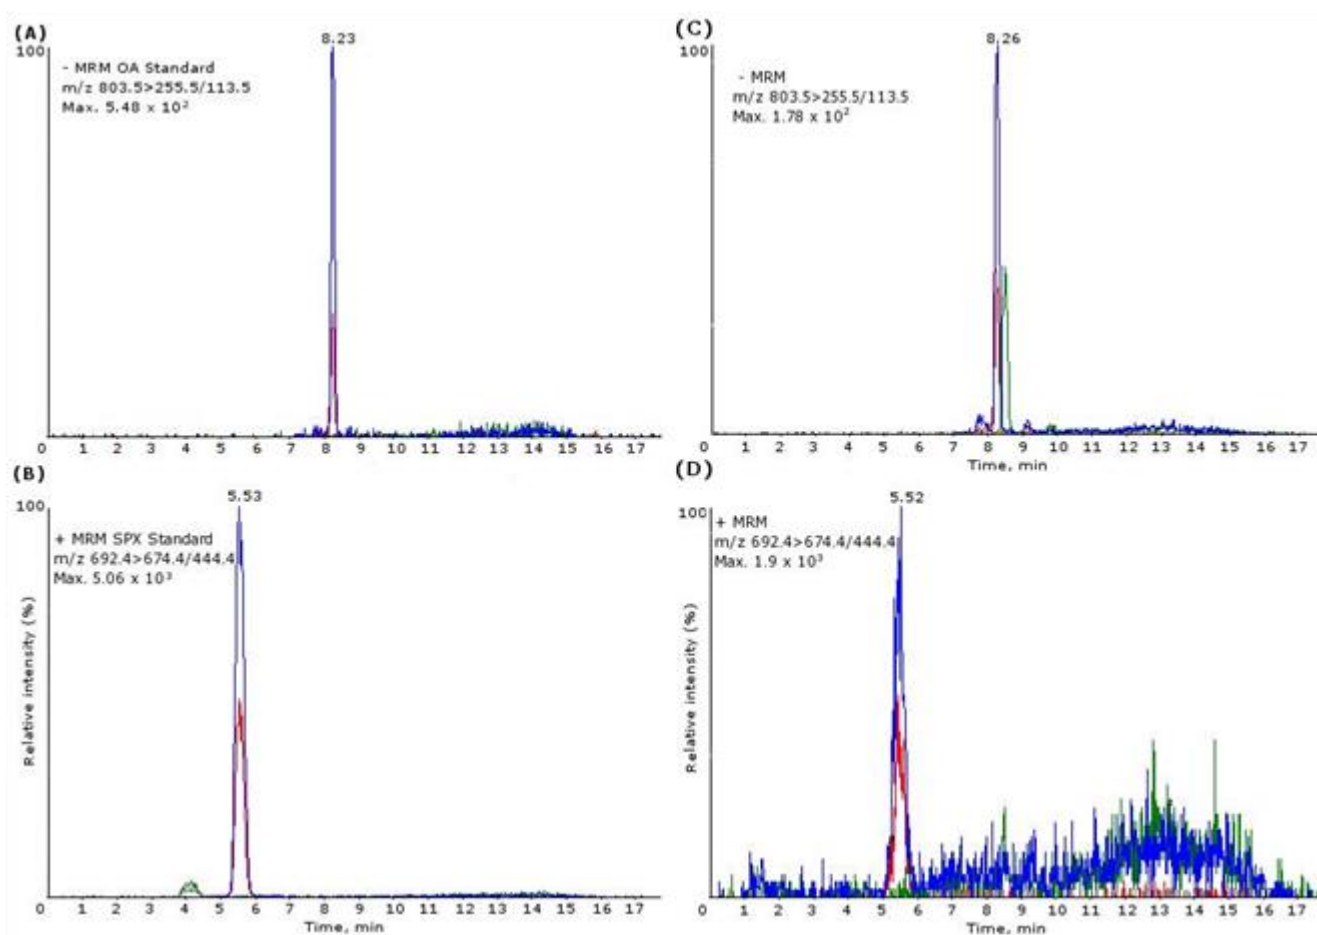 (A)
8.23
100
- MRM OA Standard
m/z 803.5>255.5/113.5
Max. 5.48 x 10²
0 1 2 3 4 5 6 7 8 9 10 11 12 13 14 15 16 17
(C)
8.26
100
- MRM
m/z 803.5>255.5/113.5
Max. 1.78 x 10²
0 1 2 3 4 5 6 7 8 9 10 11 12 13 14 15 16 17
Time, min
(B)
5.53
100
+ MRM SPX Standard
m/z 692.4>674.4/444.4
Max. 5.06 x 10³
Relative intensity (%)
0 1 2 3 4 5 6 7 8 9 10 11 12 13 14 15 16 17
Time, min
(D)
5.52
100
+ MRM
m/z 692.4>674.4/444.4
Max. 1.9 x 10³
Relative intensity (%)
0 1 2 3 4 5 6 7 8 9 10 11 12 13 14 15 16 17
Time, min